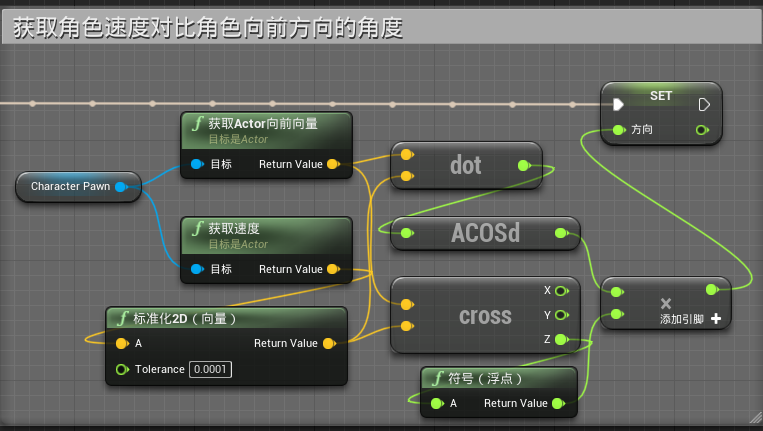 获取角色速度对比角色向前方向的角度
SET
方向
f 获取Actor向前向量
目标是Actor
目标 Return Value
dot
Character Pawn
f 获取速度
目标是Actor
目标 Return Value
ACOSd
cross
X
Y
Z
×
添加引脚 +
f 标准化2D（向量）
A Return Value
Tolerance 0.0001
f 符号（浮点）
A Return Value